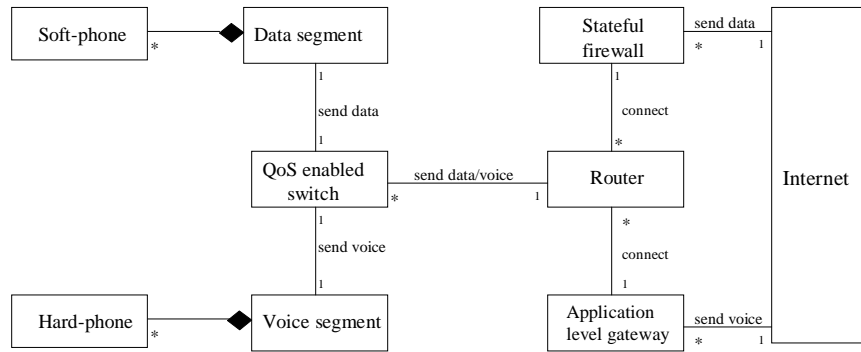 Soft-phone
*
Data segment
Stateful
firewall
send data
*
1
1
send data
1
1
connect
*
QoS enabled
switch
send data/voice
*
1
Router
Internet
1
send voice
1
*
connect
1
Hard-phone
*
Voice segment
Application
level gateway
send voice
*
1